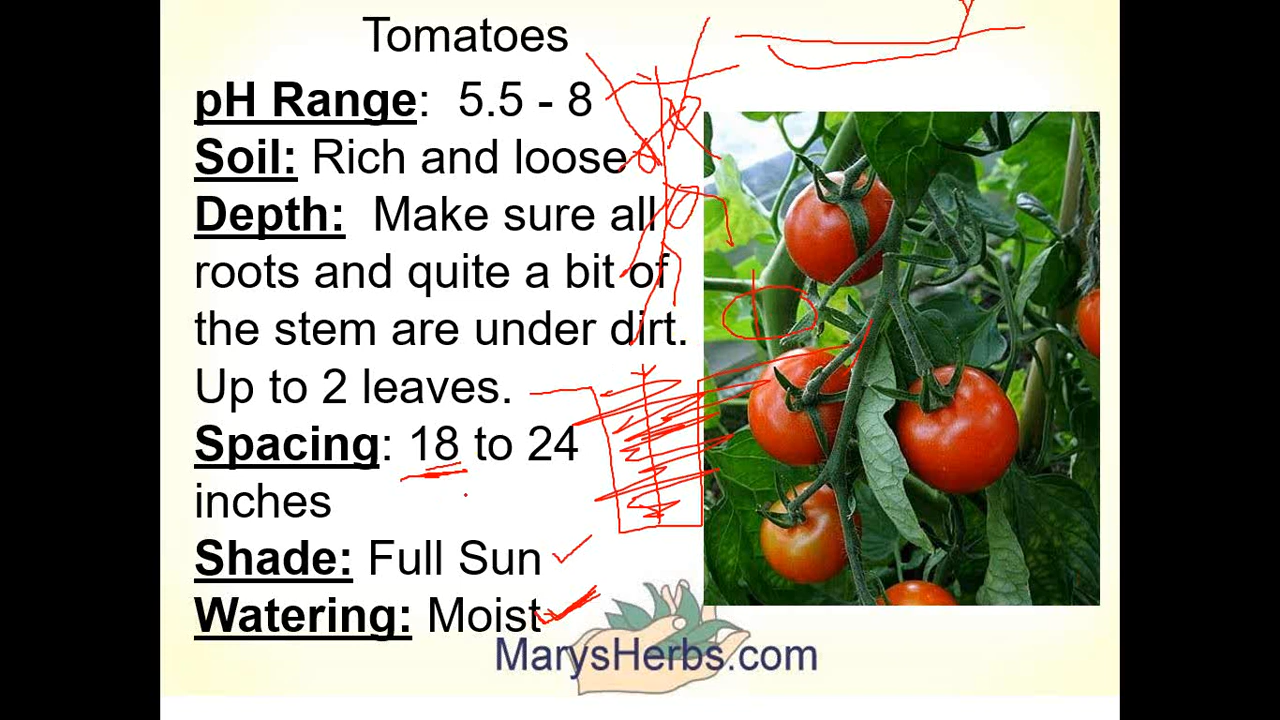 Tomatoes
pH Range: 5.5 - 8
Soil: Rich and loose
Depth: Make sure all
roots and quite a bit of
the stem are under dirt.
Up to 2 leaves.
Spacing: 18 to 24
inches
Shade: Full Sun
Watering: Moist
MarysHerbs.com